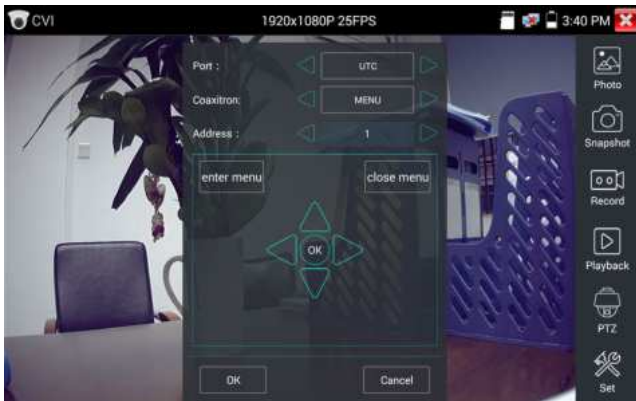 CVI 1920x1080P 25FPS 3:40 PM
Port : UTC
Coaxitron: MENU
Address : 1
enter menu close menu
OK
OK Cancel
Photo
Snapshot
Record
Playback
PTZ
Set